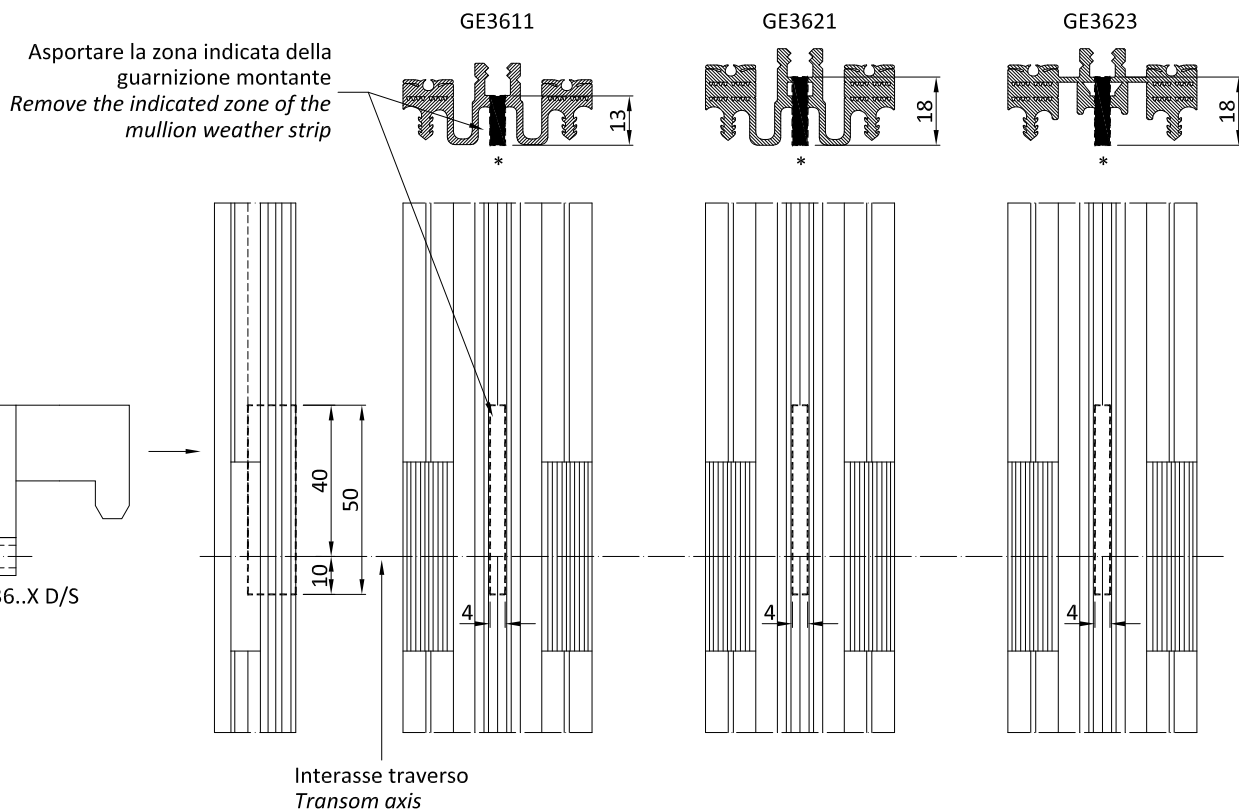 GE3611
GE3621
GE3623
Asportare la zona indicata della
guarnizione montante
Remove the indicated zone of the
mullion weather strip
13
18
18
*
*
*
40
50
10
4
4
4
36..X D/S
Interasse traverso
Transom axis